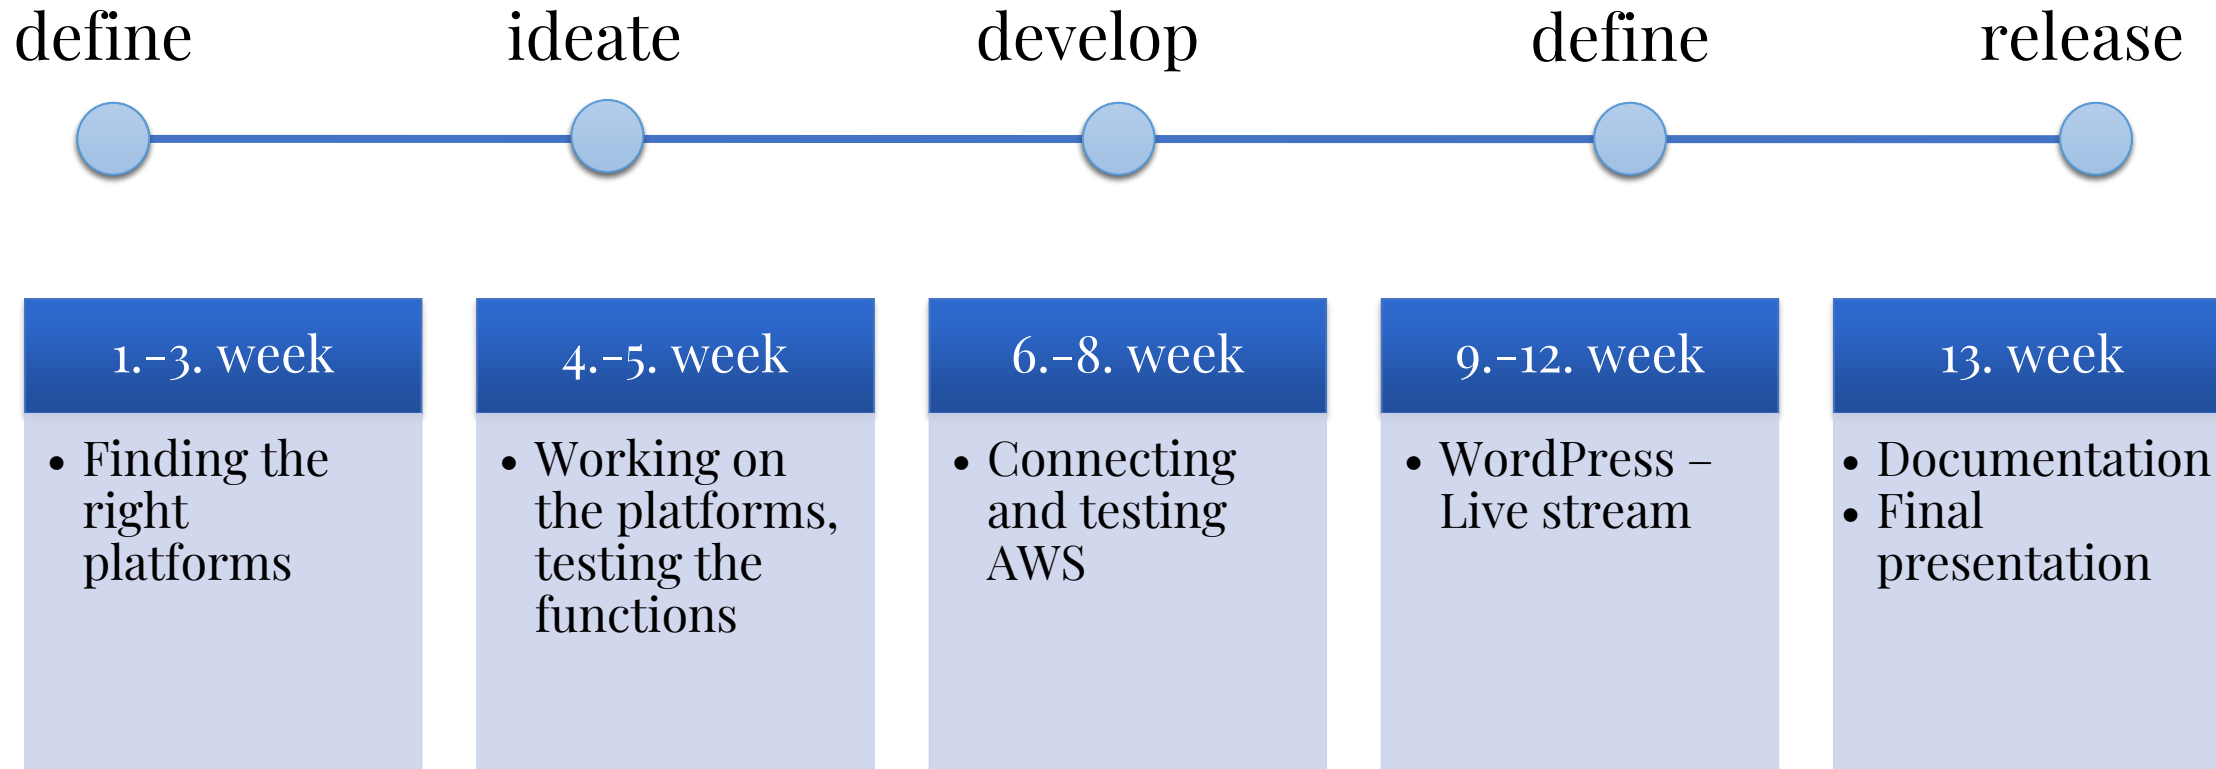 define
ideate
develop
define
release
1.-3. week
• Finding the
right
platforms
4.-5. week
• Working on
the platforms,
testing the
functions
6.-8. week
• Connecting
and testing
AWS
9.-12. week
• WordPress –
Live stream
13. week
• Documentation
• Final
presentation